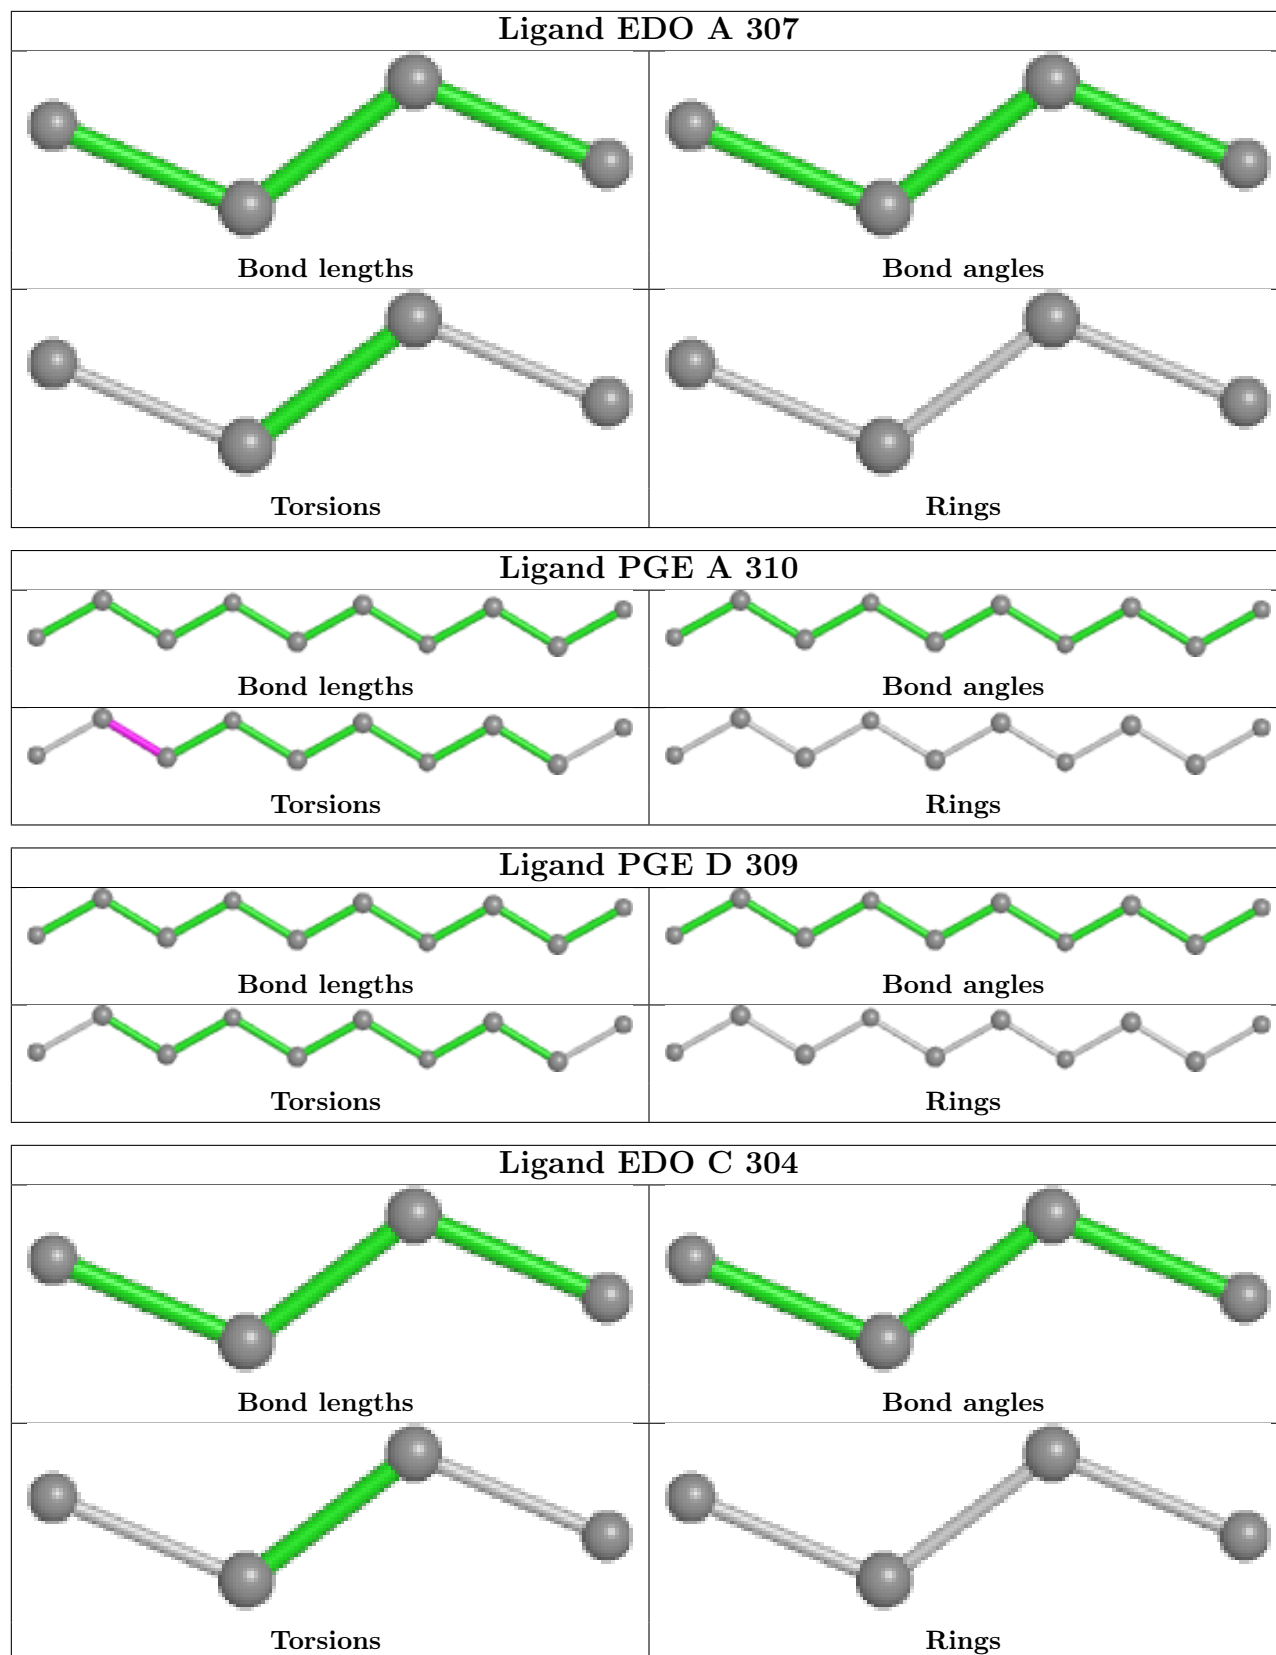 Ligand EDO A 307
Bond lengths
Bond angles
Torsions
Rings
Ligand PGE A 310
Bond lengths
Bond angles
Torsions
Rings
Ligand PGE D 309
Bond lengths
Bond angles
Torsions
Rings
Ligand EDO C 304
Bond lengths
Bond angles
Torsions
Rings